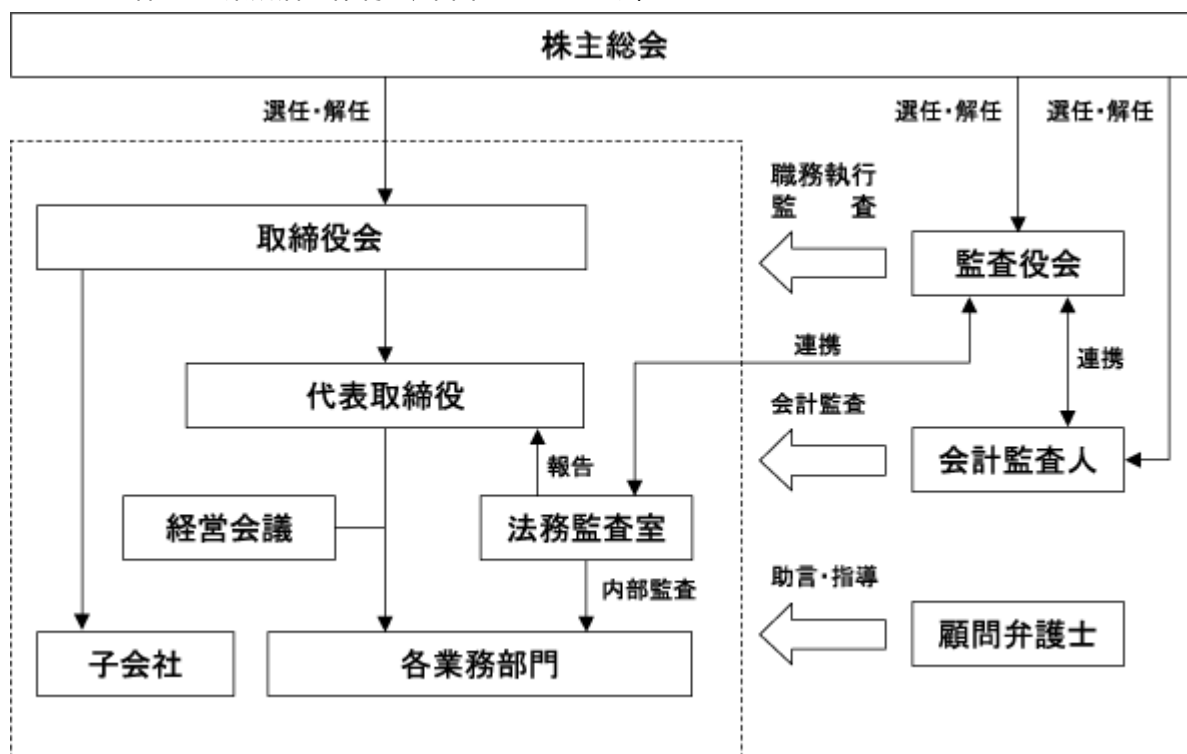 株主総会
選任・解任
選任・解任
選任・解任
職務執行
監　査
取締役会
監査役会
連携
連携
代表取締役
会計監査
会計監査人
報告
経営会議
法務監査室
助言・指導
内部監査
顧問弁護士
子会社
各業務部門